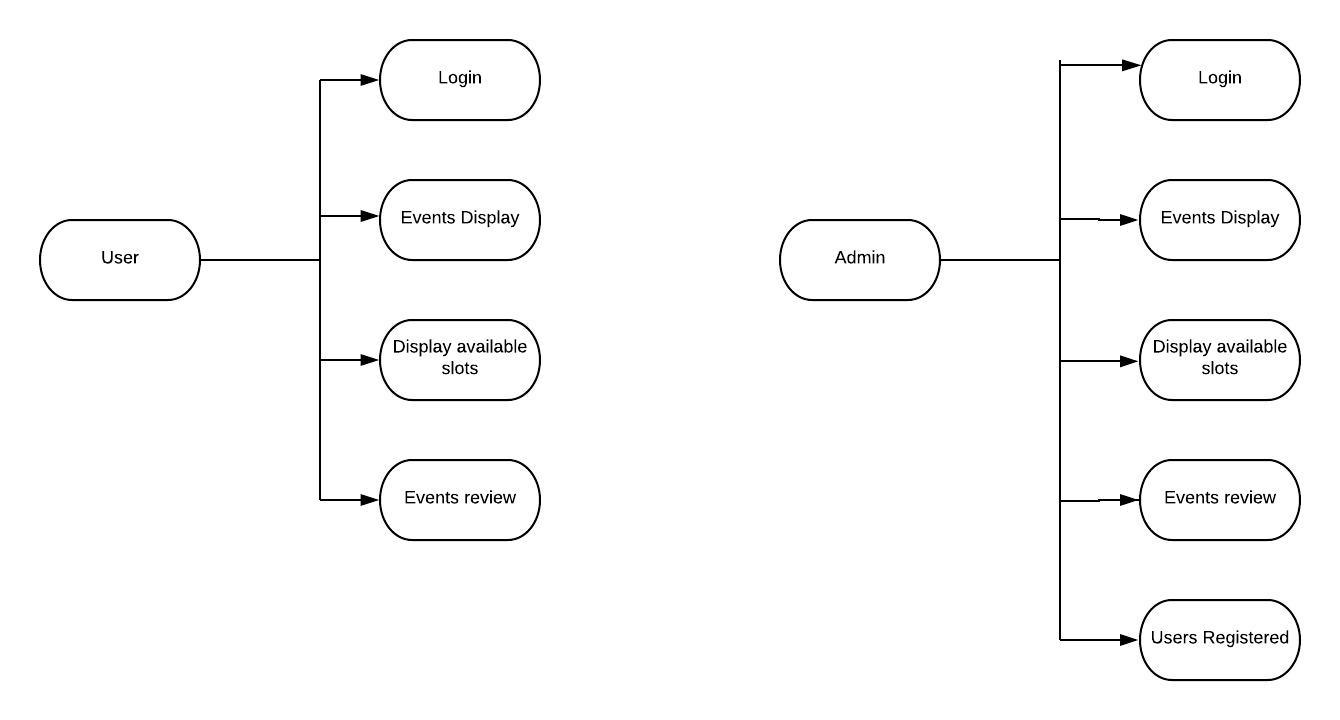 User
Login
Events Display
Display available
slots
Events review
Admin
Login
Events Display
Display available
slots
Events review
Users Registered